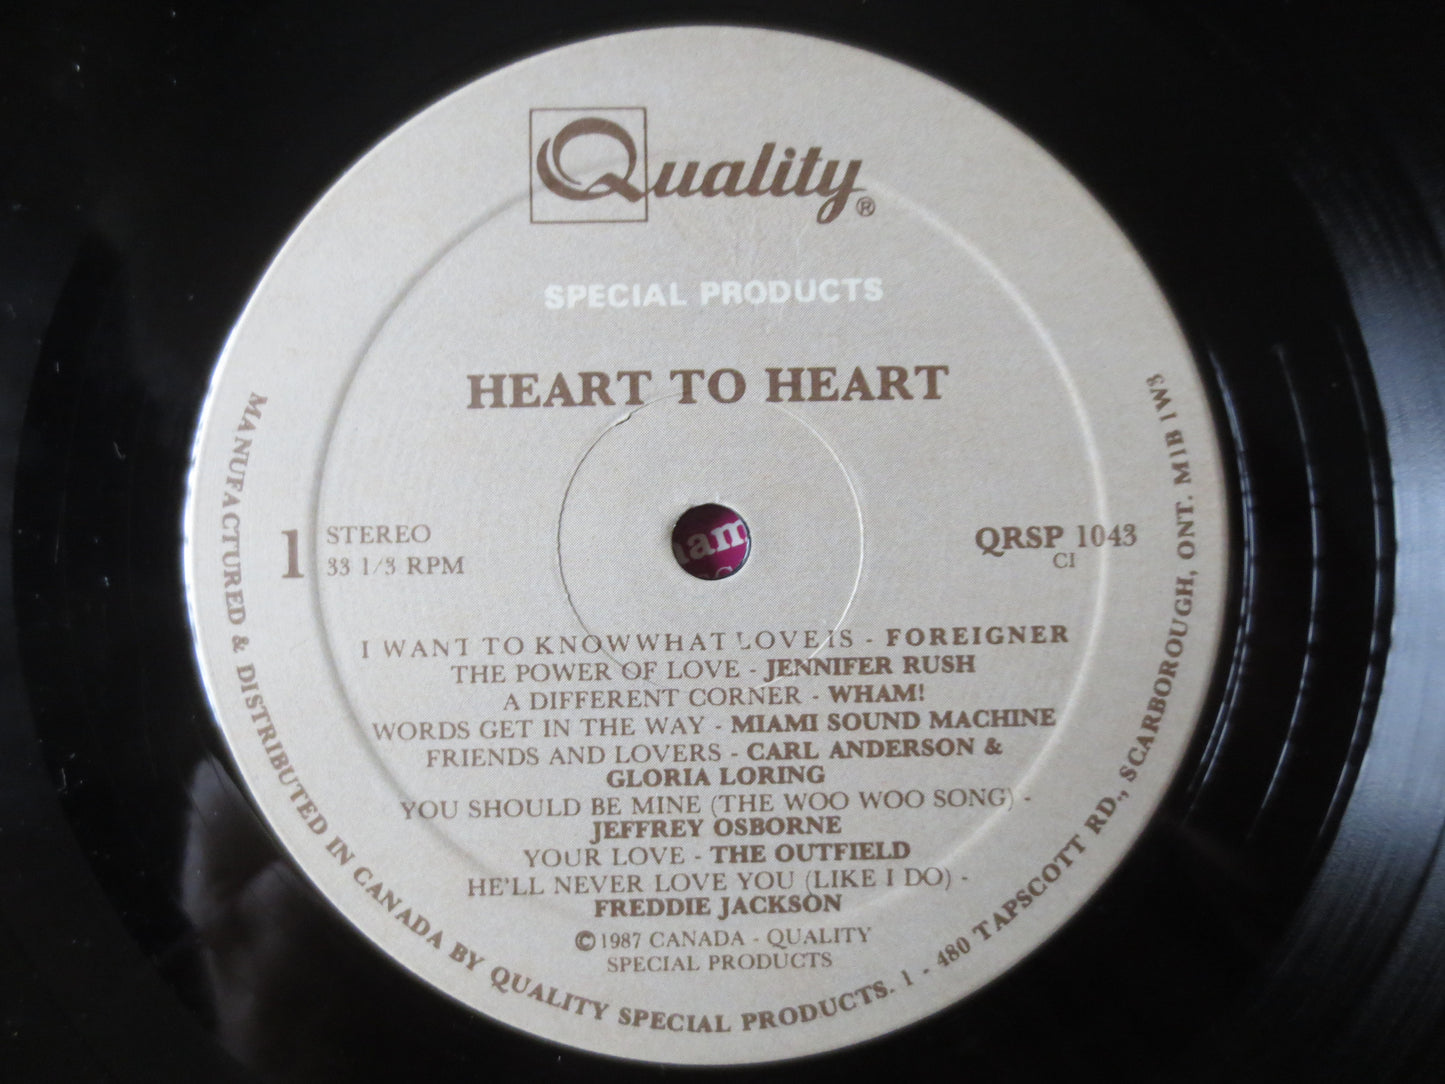 Quality®
SPECIAL PRODUCTS
HEART TO HEART
1
STEREO
33 1/3 RPM
QRSP 1043
CI
am
I WANT TO KNOW WHAT LOVE IS - FOREIGNER
THE POWER OF LOVE - JENNIFER RUSH
A DIFFERENT CORNER - WHAM!
WORDS GET IN THE WAY - MIAMI SOUND MACHINE
FRIENDS AND LOVERS - CARL ANDERSON &
GLORIA LORING
YOU SHOULD BE MINE (THE WOO WOO SONG) -
JEFFREY OSBORNE
YOUR LOVE - THE OUTFIELD
HE'LL NEVER LOVE YOU (LIKE I DO) -
FREDDIE JACKSON
©1987 CANADA - QUALITY
SPECIAL PRODUCTS
MANUFACTURED & DISTRIBUTED IN CANADA BY QUALITY SPECIAL PRODUCTS. 1 - 480 TAPSCOTT RD., SCARBOROUGH, ONT. M1B 1W3